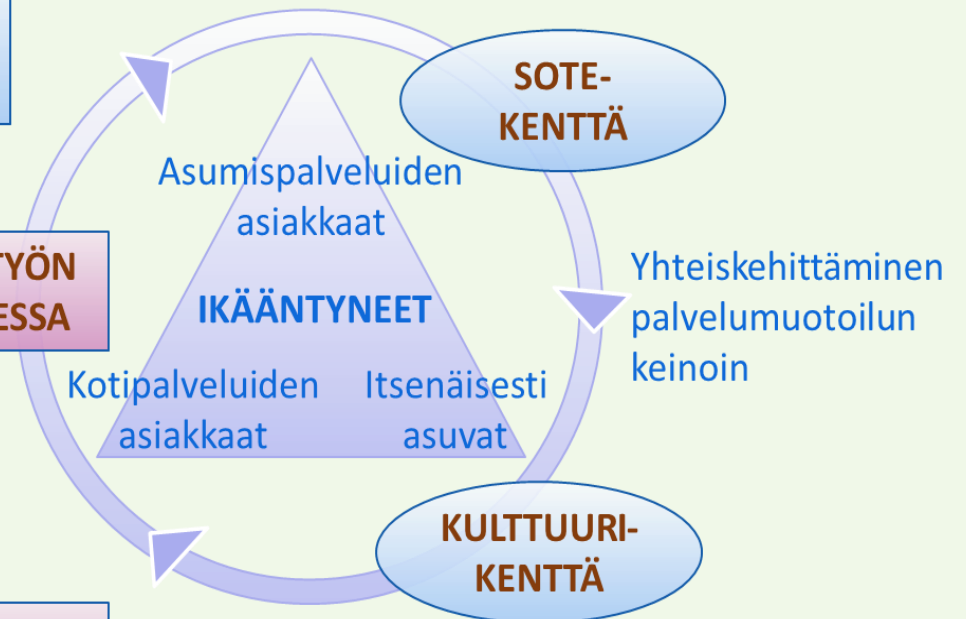 SOTE-
KENTTÄ
Asumispalveluiden
asiakkaat
TYÖN
ESSA
IKÄÄNTYNEET
Yhteiskehittäminen
palvelumuotoilun
keinoin
Kotipalveluiden
asiakkaat
Itsenäisesti
asuvat
KULTTUURI-
KENTTÄ